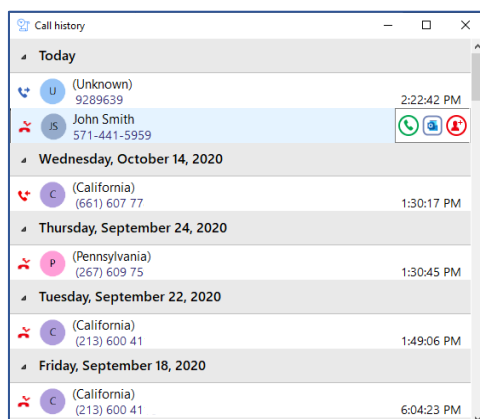 Call history
Today
U
(Unknown)
9289639
2:22:42 PM
JS
John Smith
571-441-5959
Wednesday, October 14, 2020
C
(California)
(661) 607 77
1:30:17 PM
Thursday, September 24, 2020
P
(Pennsylvania)
(267) 609 75
1:30:45 PM
Tuesday, September 22, 2020
C
(California)
(213) 600 41
1:49:06 PM
Friday, September 18, 2020
C
(California)
(213) 600 41
6:04:23 PM